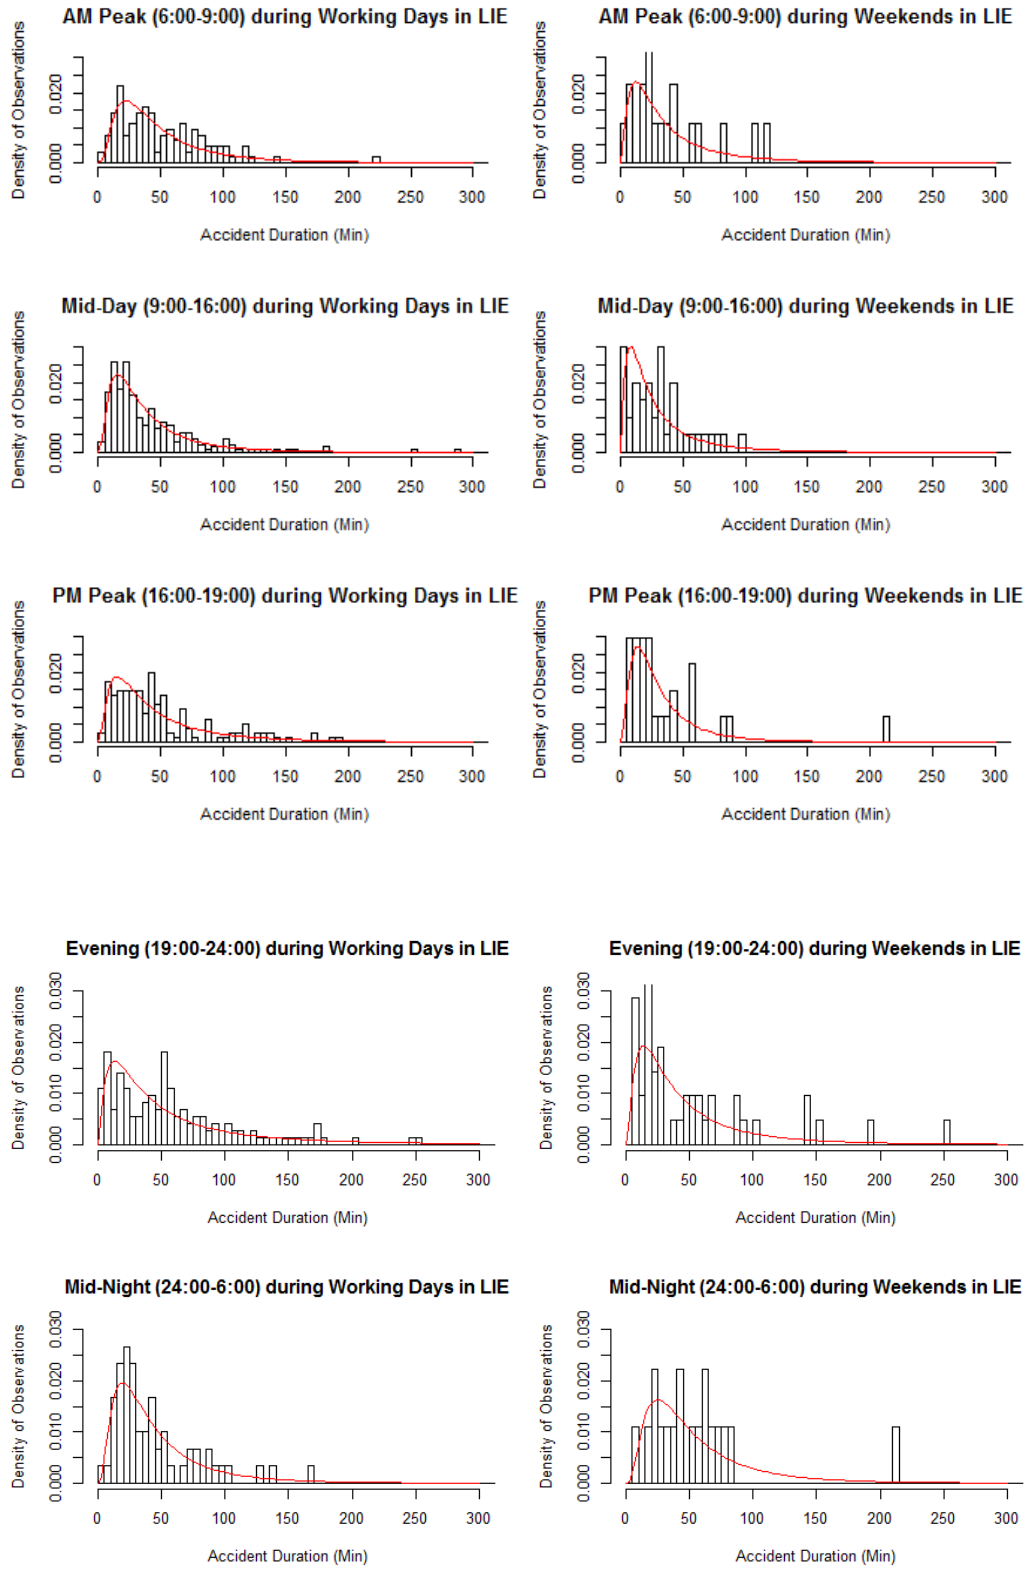 AM Peak (6:00-9:00) during Working Days in LIE
Density of Observations
0.000 0.020
0 50 100 150 200 250 300
Accident Duration (Min)
AM Peak (6:00-9:00) during Weekends in LIE
Density of Observations
0.000 0.020
0 50 100 150 200 250 300
Accident Duration (Min)
Mid-Day (9:00-16:00) during Working Days in LIE
Density of Observations
0.000 0.020
0 50 100 150 200 250 300
Accident Duration (Min)
Mid-Day (9:00-16:00) during Weekends in LIE
Density of Observations
0.000 0.020
0 50 100 150 200 250 300
Accident Duration (Min)
PM Peak (16:00-19:00) during Working Days in LIE
Density of Observations
0.000 0.020
0 50 100 150 200 250 300
Accident Duration (Min)
PM Peak (16:00-19:00) during Weekends in LIE
Density of Observations
0.000 0.020
0 50 100 150 200 250 300
Accident Duration (Min)
Evening (19:00-24:00) during Working Days in LIE
Density of Observations
0.000 0.010 0.020 0.030
0 50 100 150 200 250 300
Accident Duration (Min)
Evening (19:00-24:00) during Weekends in LIE
Density of Observations
0.000 0.010 0.020 0.030
0 50 100 150 200 250 300
Accident Duration (Min)
Mid-Night (24:00-6:00) during Working Days in LIE
Density of Observations
0.000 0.010 0.020 0.030
0 50 100 150 200 250 300
Accident Duration (Min)
Mid-Night (24:00-6:00) during Weekends in LIE
Density of Observations
0.000 0.010 0.020 0.030
0 50 100 150 200 250 300
Accident Duration (Min)